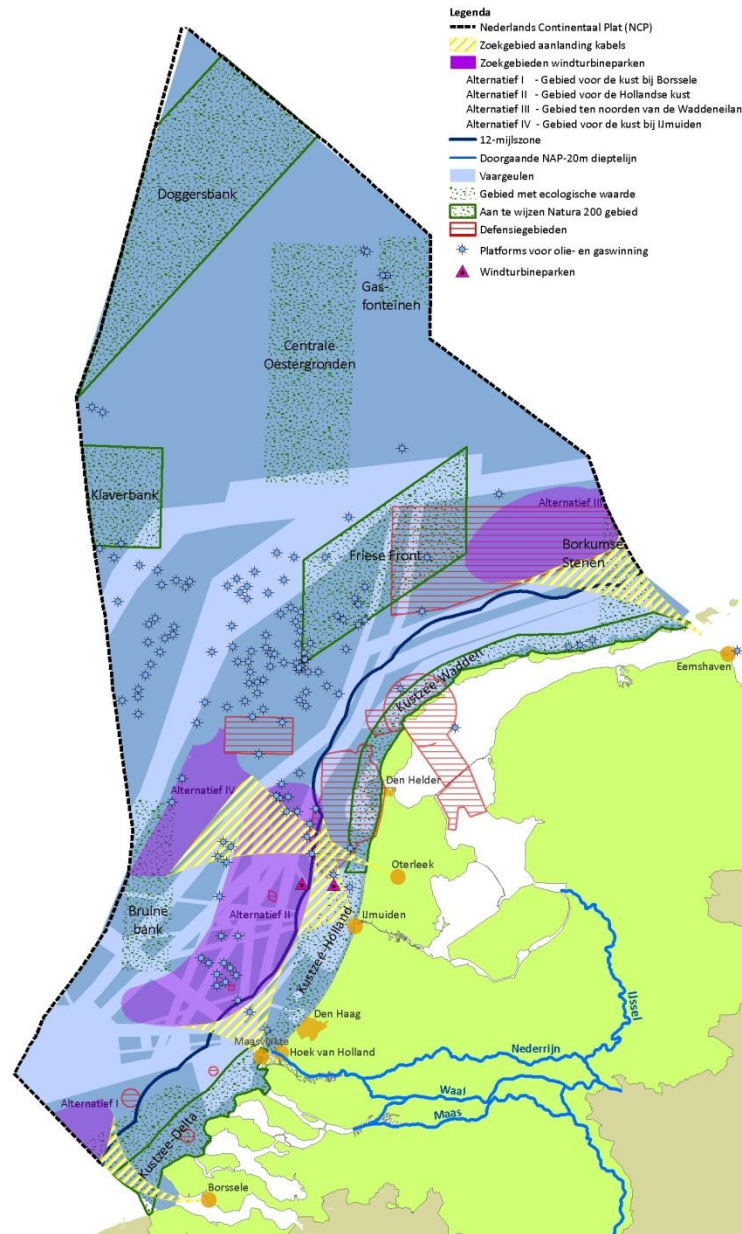 Legenda
Nederlands Continentaal Plat (NCP)
Zoekgebied aanlanding kabels
Zoekgebieden windturbineparken
Alternatief I - Gebied voor de kust bij Borssele
Alternatief II - Gebied voor de Hollandse kust
Alternatief III - Gebied ten noorden van de Waddeneilan
Alternatief IV - Gebied voor de kust bij IJmuiden
12-mijlszone
Doorgaande NAP-20m dieptelijn
Vaargeulen
Gebied met ecologische waarde
Aan te wijzen Natura 200 gebied
Defensiegebieden
Platforms voor olie- en gaswinning
Windturbineparken
Doggersbank
Gas-
fonteinen
Centrale
Oestergronden
Klaverbank
Alternatief III
Friese Front
Borkumse
Stenen
Kustzee-Wadden
Eemshaven
Alternatief IV
Den Helder
Oterleek
Bruine
bank
Alternatief II
IJmuiden
Kustzee-Holland
IJssel
Den Haag
Maasvlakte
Hoek van Holland
Nederrijn
Waal
Maas
Alternatief I
Kustzee-Delta
Borssele